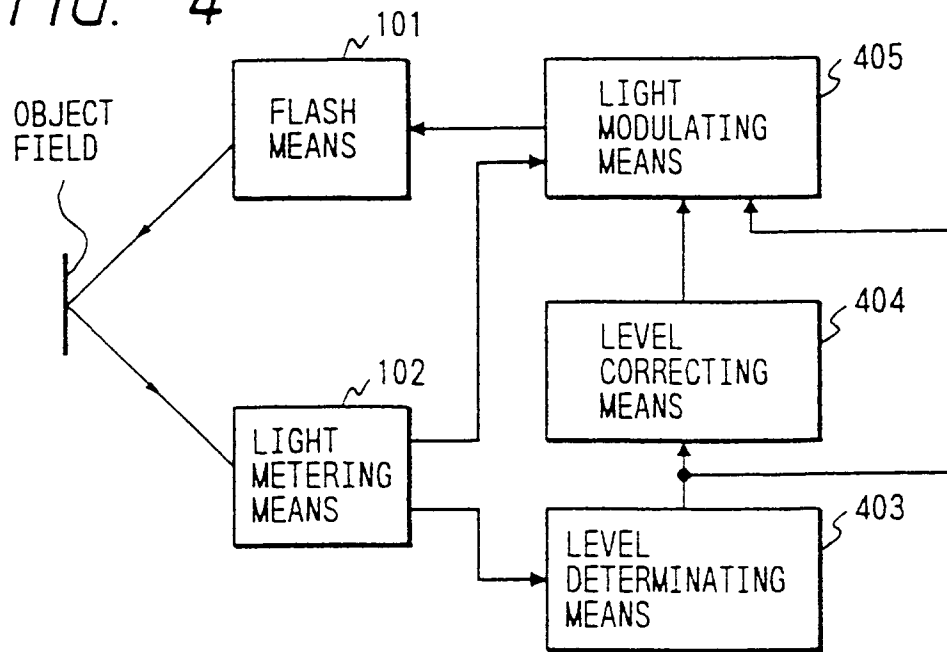 FIG. 4
101
405
OBJECT
FIELD
FLASH
MEANS
LIGHT
MODULATING
MEANS
404
LEVEL
CORRECTING
MEANS
102
LIGHT
METERING
MEANS
403
LEVEL
DETERMINATING
MEANS